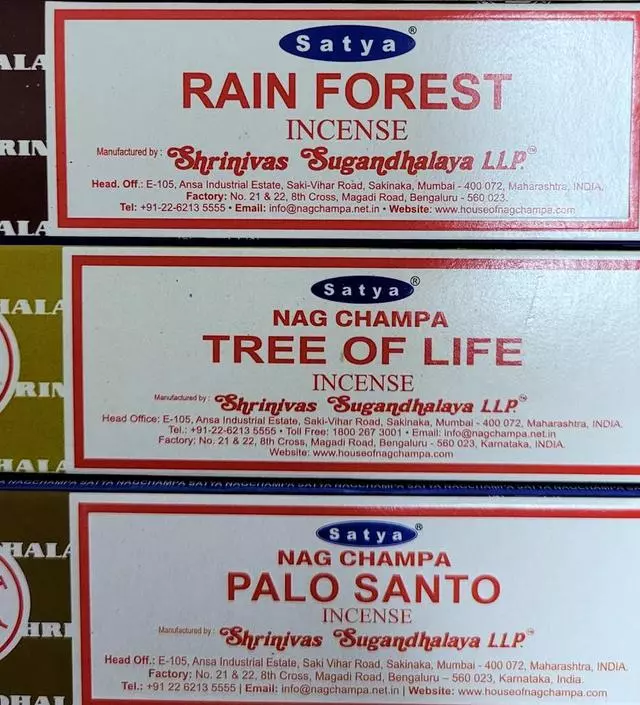 Satya®
RAIN FOREST
INCENSE
Manufactured by : Shrinivas Sugandhalaya LLP.™
Head. Off.: E-105, Ansa Industrial Estate, Saki-Vihar Road, Sakinaka, Mumbai - 400 072, Maharashtra, INDIA.
Factory: No. 21 & 22, 8th Cross, Magadi Road, Bengaluru - 560 023.
Tel: +91-22-6213 5555 • Email: info@nagchampa.net.in • Website: www.houseofnagchampa.com
Satya®
NAG CHAMPA
TREE OF LIFE
INCENSE
Manufactured by : Shrinivas Sugandhalaya LLP.™
Head Office: E-105, Ansa Industrial Estate, Saki-Vihar Road, Sakinaka, Mumbai - 400 072, Maharashtra, INDIA.
Tel.: +91-22-6213 5555 • Toll Free: 1800 267 3001 • Email: info@nagchampa.net.in
Factory: No. 21 & 22, 8th Cross, Magadi Road, Bengaluru - 560 023, Karnataka, INDIA.
Website: www.houseofnagchampa.com
Satya®
NAG CHAMPA
PALO SANTO
INCENSE
Manufactured by : Shrinivas Sugandhalaya LLP.™
Head Off.: E-105, Ansa Industrial Estate, Saki Vihar Road, Sakinaka, Mumbai - 400 072, Maharashtra, INDIA.
Factory: No. 21 & 22, 8th Cross, Magadi Road, Bengaluru – 560 023, Karnataka, India.
Tel.: +91 22 6213 5555 | Email: info@nagchampa.net.in | Website: www.houseofnagchampa.com